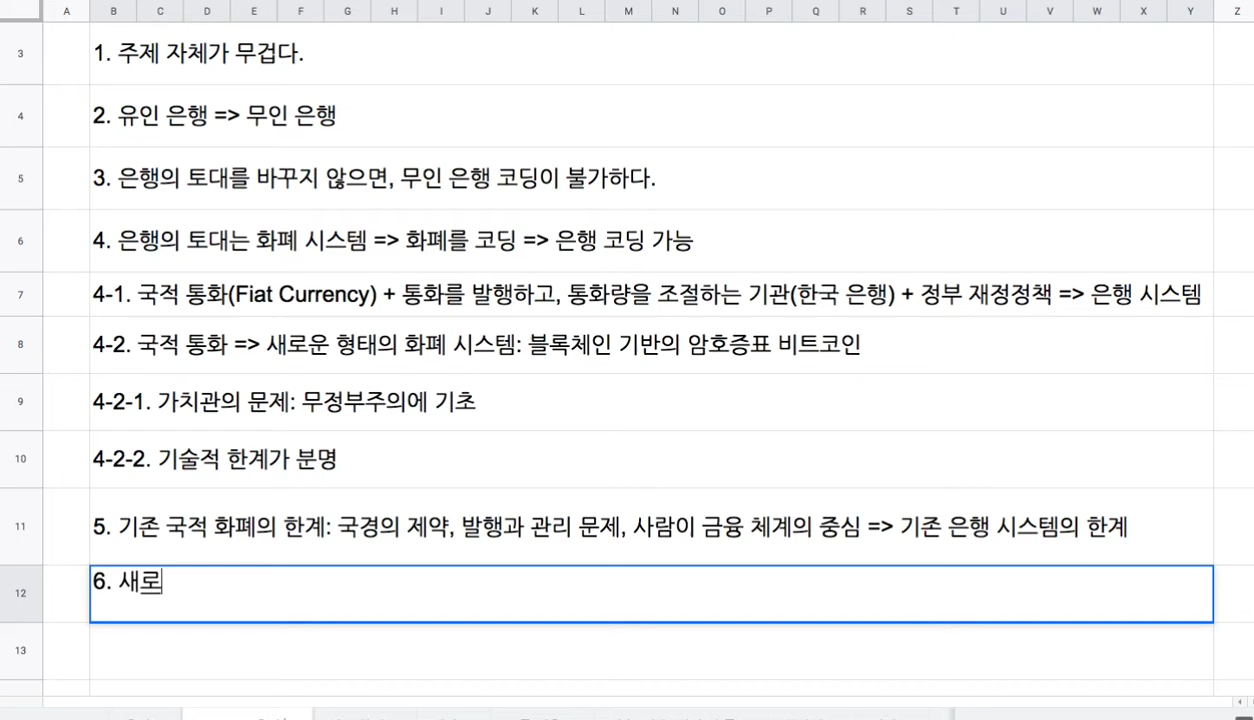 A B C D E F G H I J K L M N O P Q R S T U V W X Y Z
3 1. 주제 자체가 무겁다.
4 2. 유인 은행 => 무인 은행
5 3. 은행의 토대를 바꾸지 않으면, 무인 은행 코딩이 불가하다.
6 4. 은행의 토대는 화폐 시스템 => 화폐를 코딩 => 은행 코딩 가능
7 4-1. 국적 통화(Fiat Currency) + 통화를 발행하고, 통화량을 조절하는 기관(한국 은행) + 정부 재정정책 => 은행 시스템
8 4-2. 국적 통화 => 새로운 형태의 화폐 시스템: 블록체인 기반의 암호증표 비트코인
9 4-2-1. 가치관의 문제: 무정부주의에 기초
10 4-2-2. 기술적 한계가 분명
11 5. 기존 국적 화폐의 한계: 국경의 제약, 발행과 관리 문제, 사람이 금융 체계의 중심 => 기존 은행 시스템의 한계
12 6. 새로
13